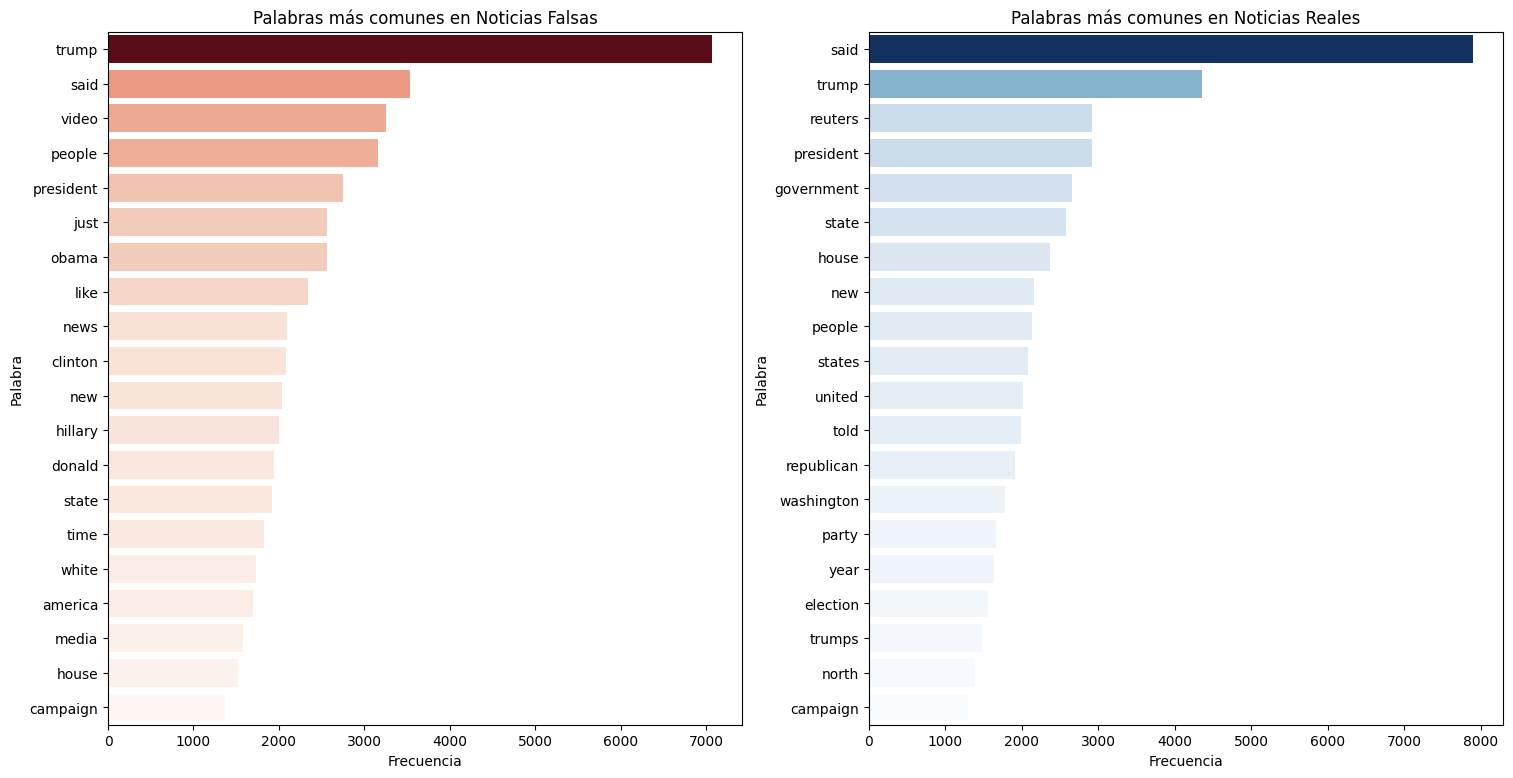 Palabras más comunes en Noticias Falsas
trump
said
video
people
president
just
obama
like
news
clinton
new
hillary
donald
state
time
white
america
media
house
campaign
Palabra
0 1000 2000 3000 4000 5000 6000 7000
Frecuencia
Palabras más comunes en Noticias Reales
said
trump
reuters
president
government
state
house
new
people
states
united
told
republican
washington
party
year
election
trumps
north
campaign
Palabra
0 1000 2000 3000 4000 5000 6000 7000 8000
Frecuencia